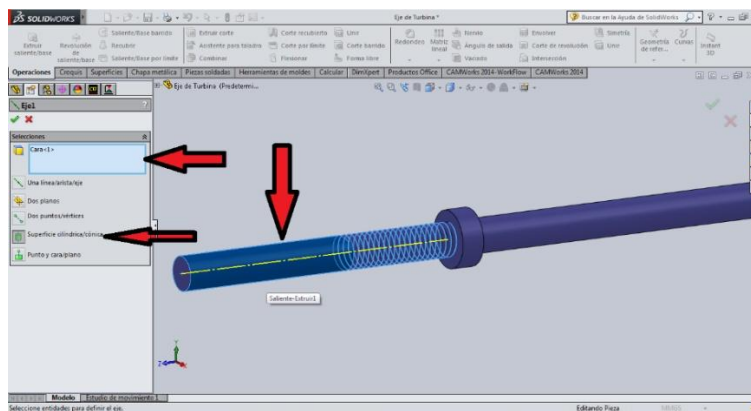 SOLIDWORKS
Eje de Turbina *
Buscar en la Ayuda de SolidWorks
Extruir saliente/base
Revolución de saliente/base
Saliente/Base barrido
Recubrir
Saliente/Base por límite
Extruir corte
Asistente para taladro
Combinar
Corte recubierto
Corte por límite
Flexionar
Unir
Corte barrido
Forma libre
Redondeo
Matriz lineal
Nervio
Ángulo de salida
Vaciado
Envolver
Corte de revolución
Intersección
Simetría
Unir
Geometría de refer...
Curvas
Instant 3D
Operaciones
Croquis
Superficies
Chapa metálica
Piezas soldadas
Herramientas de moldes
Calcular
DimXpert
Productos Office
CAMWorks 2014-WorkFlow
CAMWorks 2014
Eje de Turbina (Predetermi...
Eje1
Selecciones
Cara<1>
Una línea/arista/eje
Dos planos
Dos puntos/vértices
Superficie cilíndrica/cónica
Punto y cara/plano
Saliente-Extruir1
Modelo
Estudio de movimiento 1
Seleccione entidades para definir el eje.
Editando Pieza